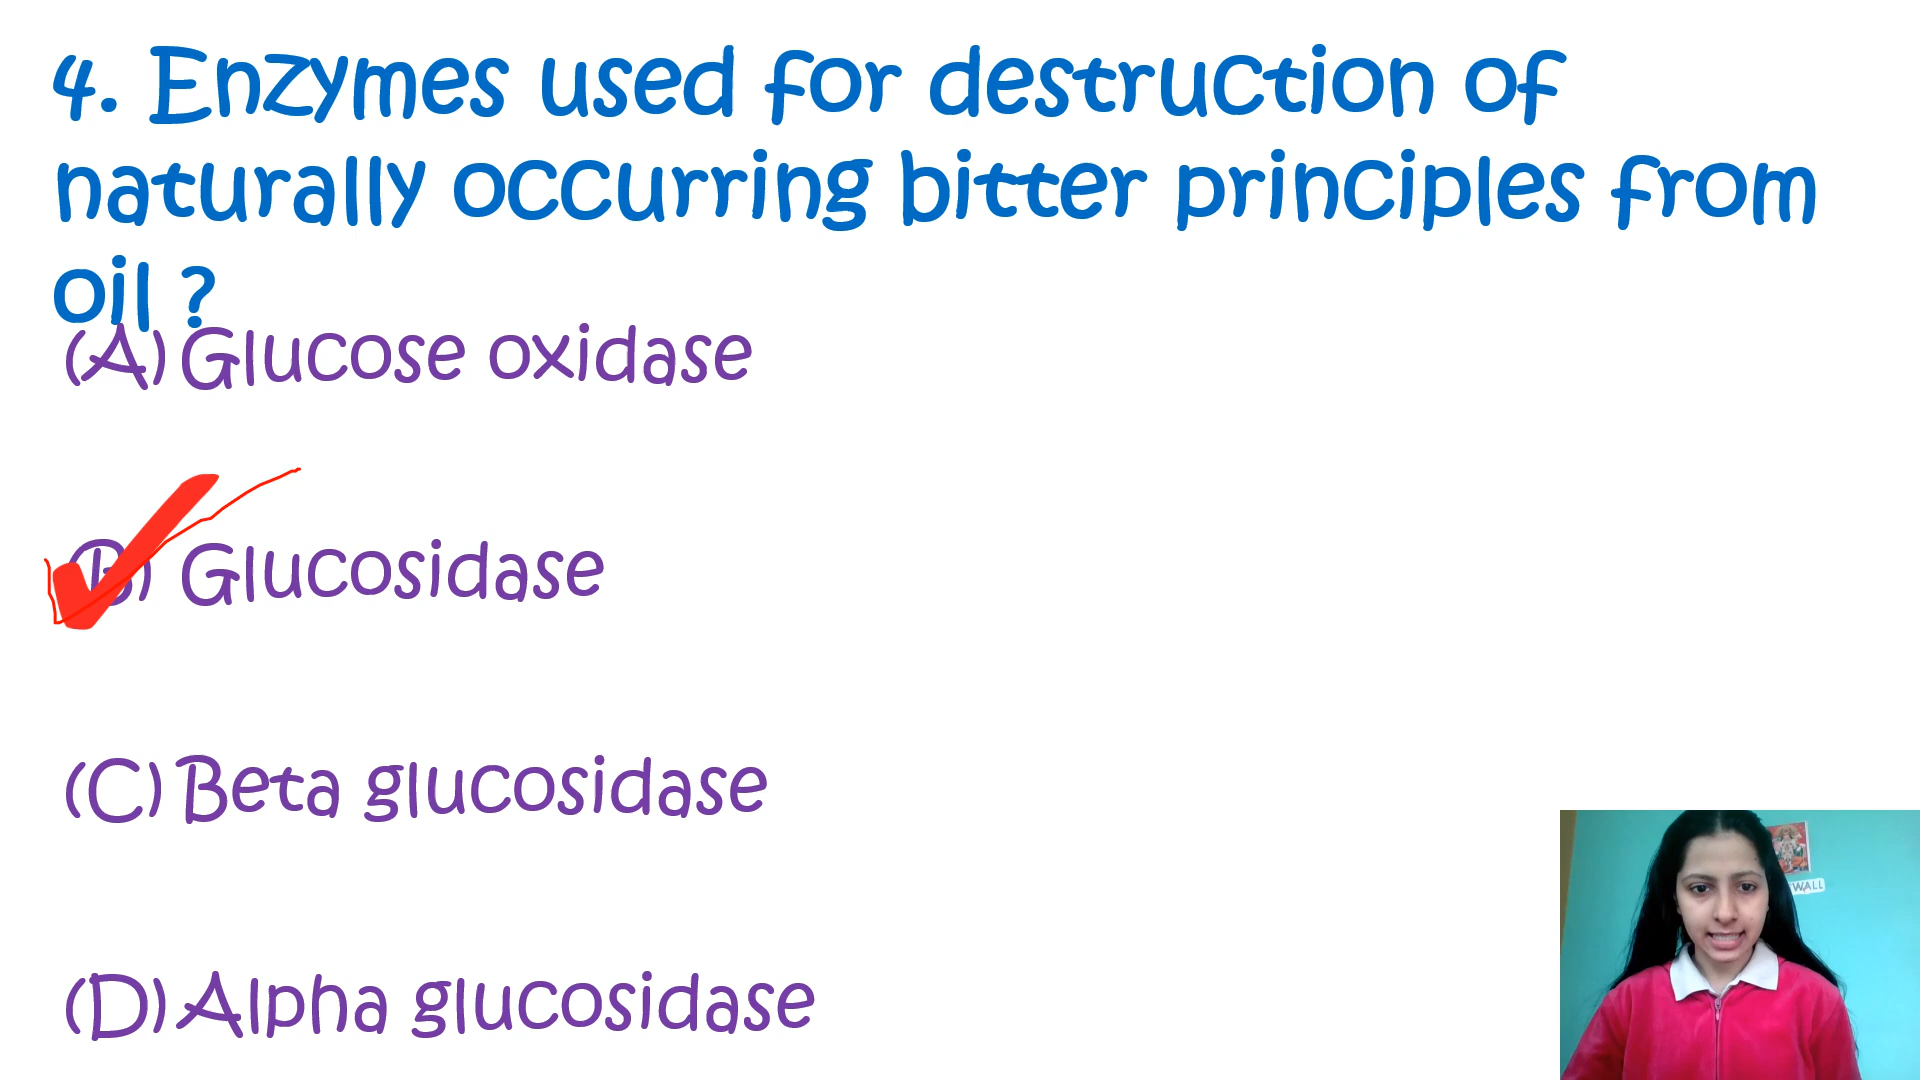 4. Enzymes used for destruction of
naturally occurring bitter principles from
oil ?
(A) Glucose oxidase
(B) Glucosidase
(C) Beta glucosidase
(D) Alpha glucosidase
WALL